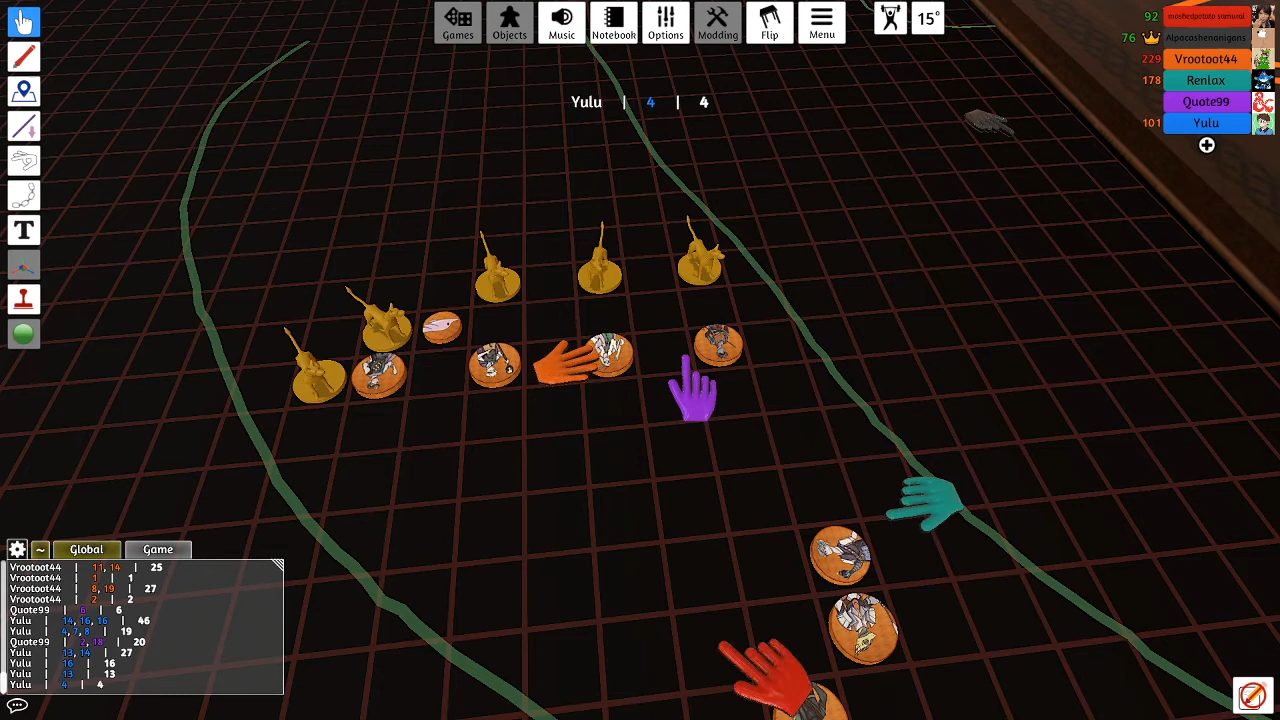 Games Objects Music Notebook Options Modding Flip Menu 15°
92 mashedpotato samurai
76 Alpacashenanigans
229 Vrootoot44
178 Renlax
Quote99
101 Yulu
Yulu | 4 | 4
T
~ Global Game
Vrootoot44 | 11, 14 | 25
Vrootoot44 | 1 | 1
Vrootoot44 | 8, 19 | 27
Vrootoot44 | 2 | 2
Quote99 | 6 | 6
Yulu | 14, 16, 16 | 46
Yulu | 4, 7, 8 | 19
Quote99 | 2, 18 | 20
Yulu | 13, 14 | 27
Yulu | 16 | 16
Yulu | 13 | 13
Yulu | 4 | 4